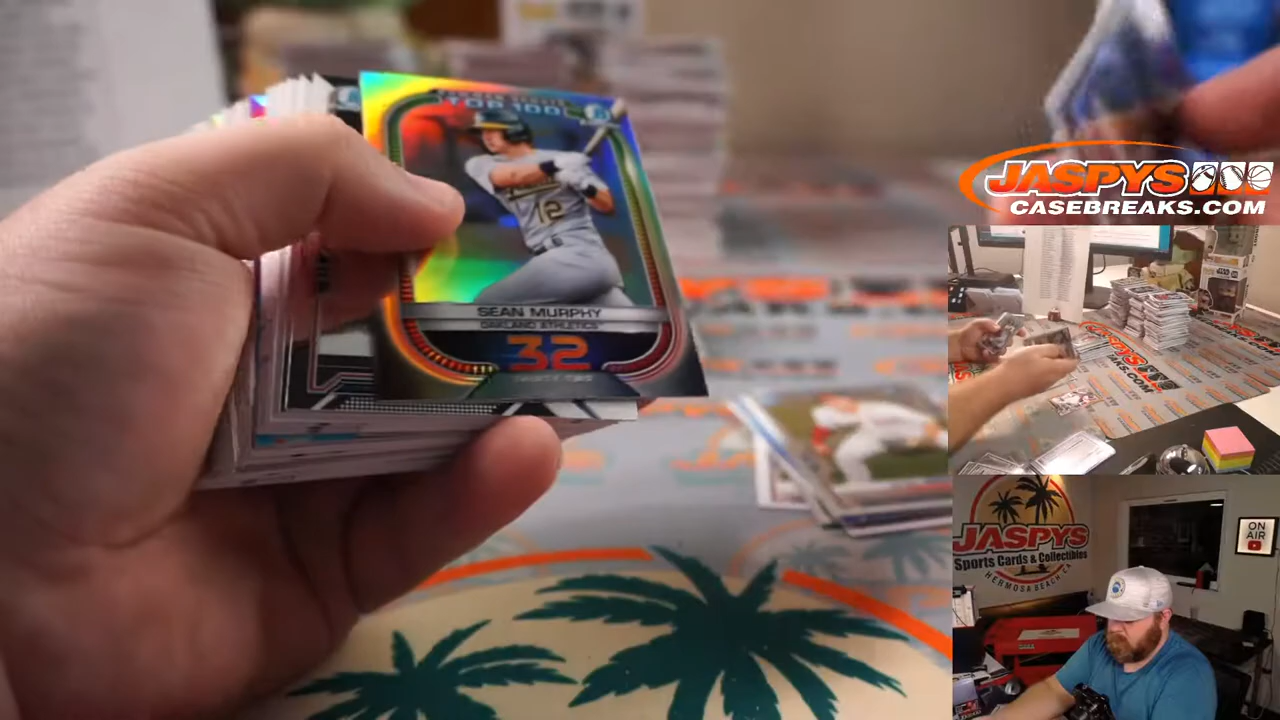 TOP 100
12
SEAN MURPHY
OAKLAND ATHLETICS
32
JASPYS
CASEBREAKS.COM
JASPYS
Sports Cards & Collectibles
HERMOSA BEACH CA
ON
AIR